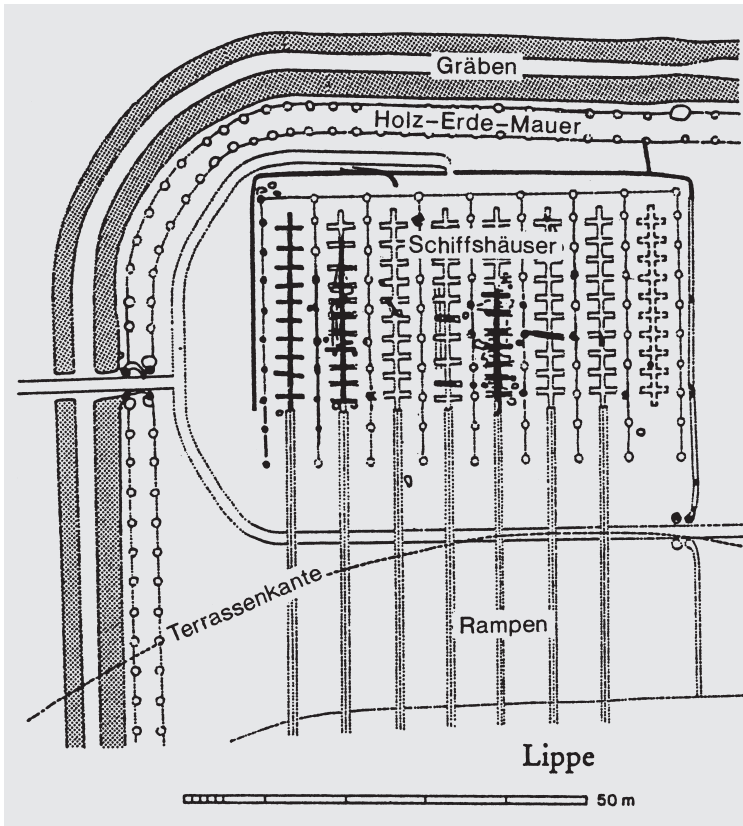 Gräben
Holz-Erde-Mauer
Schiffshäuser
Terrassenkante
Rampen
Lippe
50 m